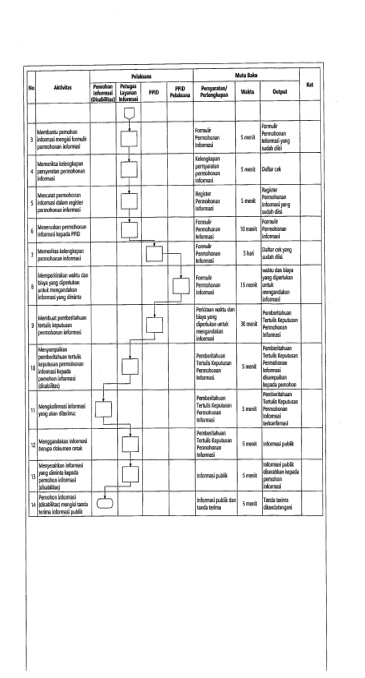 No
Aktivitas
Pelaksana
Mutu Baku
Ket
Pemohon
Informasi
(Disabilitas)
Petugas
Layanan
Informasi
PPID
PPID
Pelaksana
Persyaratan/
Perlengkapan
Waktu
Output
3
Membantu pemohon
informasi mengisi formulir
permohonan informasi
Formulir
Permohonan
Informasi
5 menit
Formulir
Permohonan
Informasi yang
sudah diisi
4
Memeriksa kelengkapan
persyaratan permohonan
informasi
Kelengkapan
persyaratan
permohonan
informasi
5 menit
Daftar cek
5
Mencatat permohonan
informasi dalam register
permohonan informasi
Register
Permohonan
Informasi
5 menit
Register
Permohonan
informasi yang
sudah diisi
6
Meneruskan permohonan
informasi kepada PPID
Formulir
Permohonan
Informasi
10 menit
Formulir
Permohonan
informasi
7
Memeriksa kelengkapan
permohonan informasi
Formulir
Permohonan
Informasi
3 hari
Daftar cek yang
sudah diisi
8
Memperkirakan waktu dan
biaya yang diperlukan
untuk mengandakan
informasi yang diminta
Formulir
Permohonan
Informasi
15 menit
waktu dan biaya
yang diperlukan
untuk
mengandakan
informasi
9
Membuat pemberitahuan
tertulis keputusan
permohonan informasi
Perkiraan waktu dan
biaya yang
diperlukan untuk
mengandakan
informasi
30 menit
Pemberitahuan
Tertulis Keputusan
Permohonan
Informasi
10
Menyampaikan
pemberitahuan tertulis
keputusan permohonan
informasi kepada
pemohon informasi
(disabilitas)
Pemberitahuan
Tertulis Keputusan
Permohonan
Informasi
5 menit
Pemberitahuan
Tertulis Keputusan
Permohonan
Informasi
disampaikan
kepada pemohon
11
Mengkofirmasi informasi
yang akan diterima:
Pemberitahuan
Tertulis Keputusan
Permohonan
Informasi
5 menit
Pemberitahuan
Tertulis Keputusan
Permohonan
Informasi
terkonfirmasi
12
Menggandakan informasi
berupa dokumen cetak
Pemberitahuan
Tertulis Keputusan
Permohonan
Informasi
5 menit
Informasi publik
13
Menyerahkan informasi
yang diminta kepada
pemohon informasi
(disabilitas)
Informasi publik
5 menit
Informasi publik
diserahkan kepada
pemohon
informasi
14
Pemohon informasi
(disabilitas) mengisi tanda
terima informasi publik
Informasi publik dan
tanda terima
5 menit
Tanda terima
ditandatangani